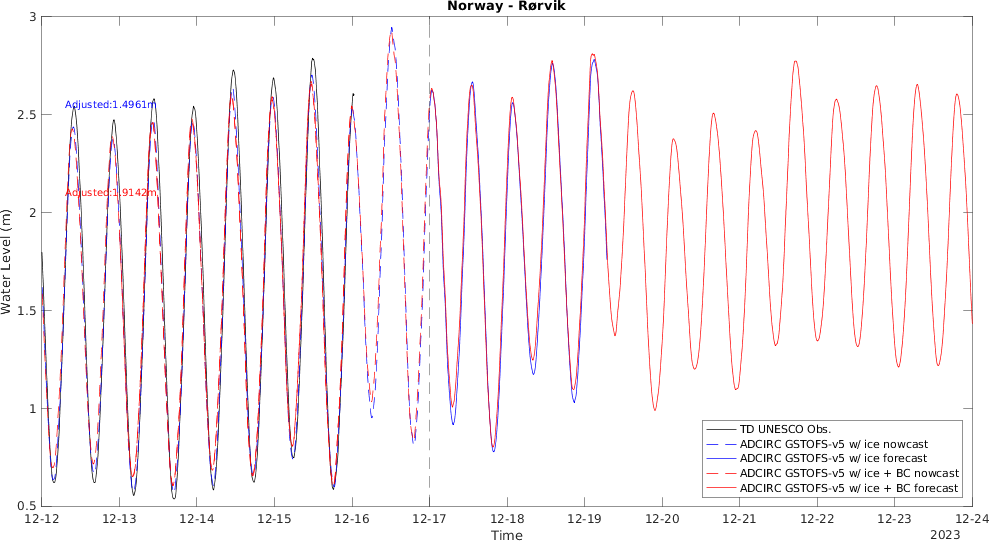 Norway - Rørvik
3
2.5
2
1.5
1
0.5
Water Level (m)
Adjusted:1.4961m
Adjusted:1.9142m
TD UNESCO Obs.
ADCIRC GSTOFS-v5 w/ ice nowcast
ADCIRC GSTOFS-v5 w/ ice forecast
ADCIRC GSTOFS-v5 w/ ice + BC nowcast
ADCIRC GSTOFS-v5 w/ ice + BC forecast
12-12 12-13 12-14 12-15 12-16 12-17 12-18 12-19 12-20 12-21 12-22 12-23 12-24
Time
2023